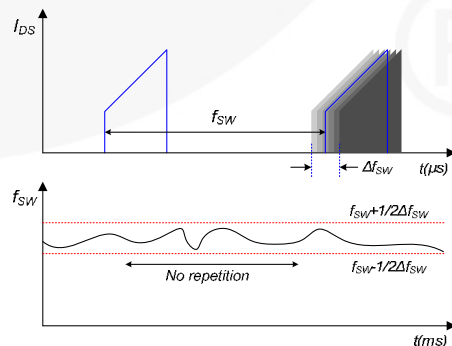 I_DS
f_SW
Δf_SW
t(μs)
f_SW
f_SW+1/2Δf_SW
No repetition
f_SW-1/2Δf_SW
t(ms)